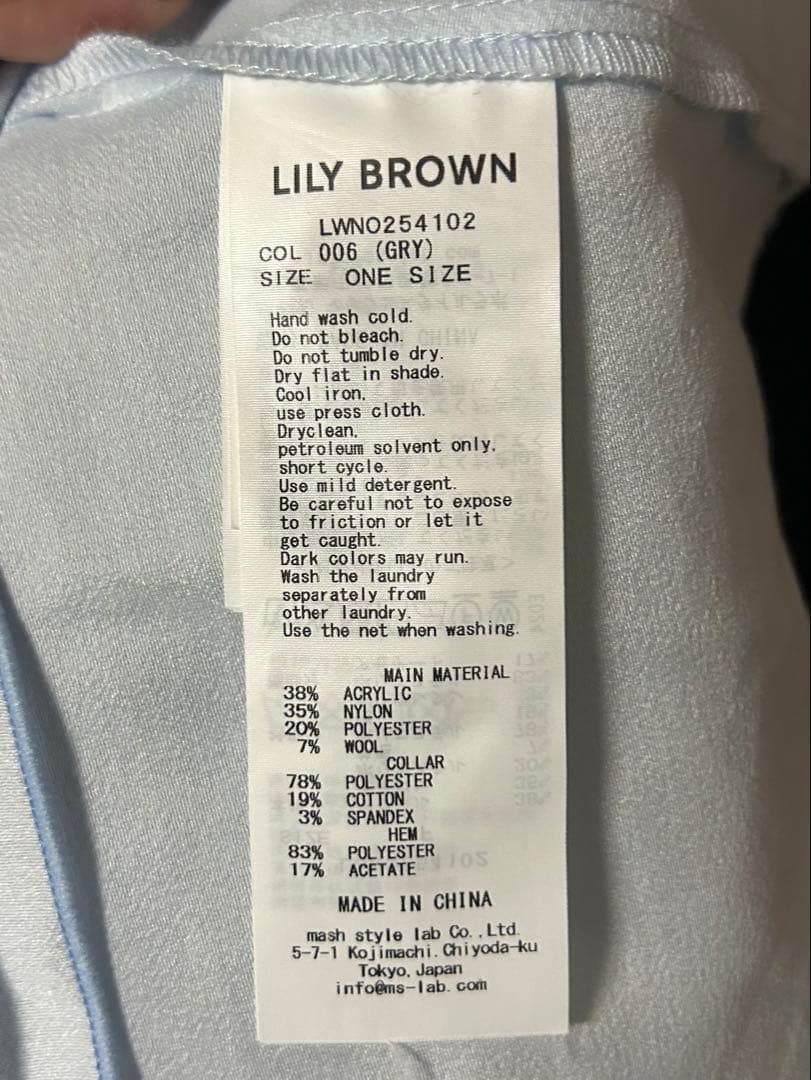 LILY BROWN
LWNO254102
COL 006 (GRY)
SIZE ONE SIZE
Hand wash cold.
Do not bleach.
Do not tumble dry.
Dry flat in shade.
Cool iron,
use press cloth.
Dryclean,
petroleum solvent only,
short cycle.
Use mild detergent.
Be careful not to expose
to friction or let it
get caught.
Dark colors may run.
Wash the laundry
separately from
other laundry.
Use the net when washing.
MAIN MATERIAL
38% ACRYLIC
35% NYLON
20% POLYESTER
7% WOOL
COLLAR
78% POLYESTER
19% COTTON
3% SPANDEX
HEM
83% POLYESTER
17% ACETATE
MADE IN CHINA
mash style lab Co.,Ltd.
5-7-1 Kojimachi.Chiyoda-ku
Tokyo, Japan
info@ms-lab.com